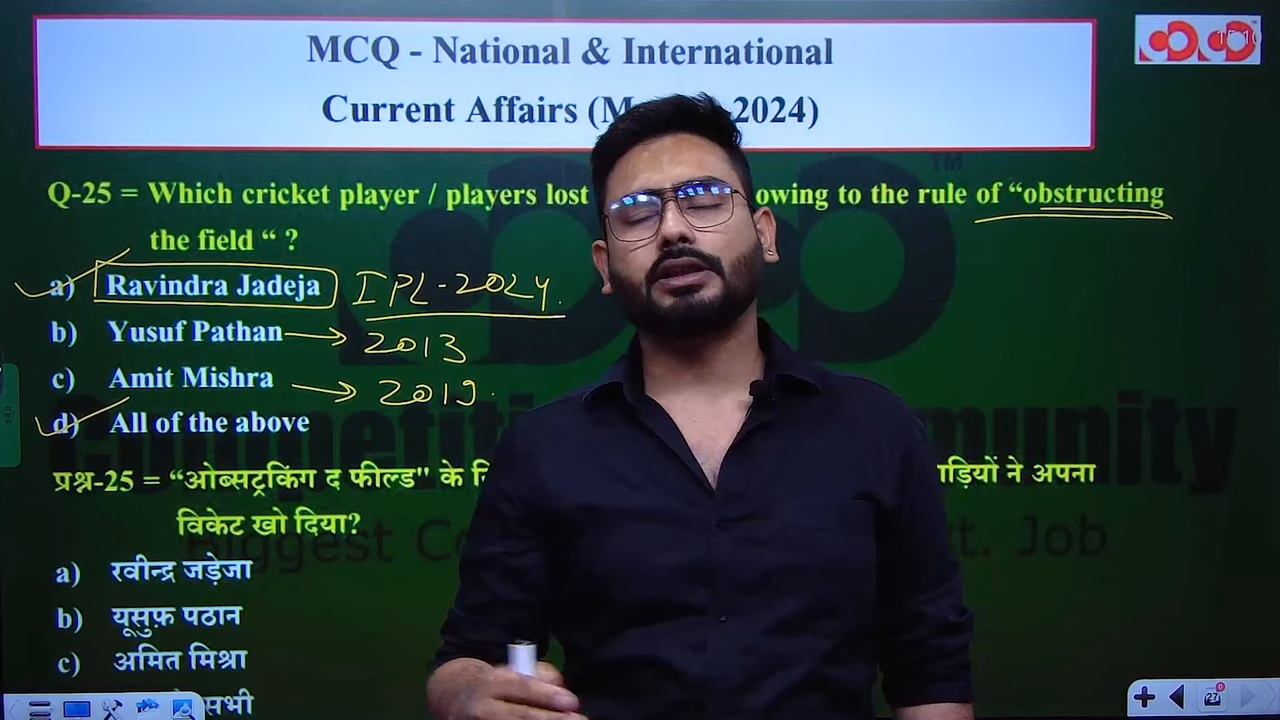 MCQ - National & International
Current Affairs (M 2024)
Q-25 = Which cricket player / players lost owing to the rule of “obstructing
the field “ ?
a) Ravindra Jadeja IPL-2024.
b) Yusuf Pathan → 2013
c) Amit Mishra → 2019.
d) All of the above
प्रश्न-25 = “ओब्सट्रकिंग द फील्ड" के नि ाड़ियों ने अपना
विकेट खो दिया?
a) रवीन्द्र जड़ेजा
b) यूसुफ़ पठान
c) अमित मिश्रा
सभी